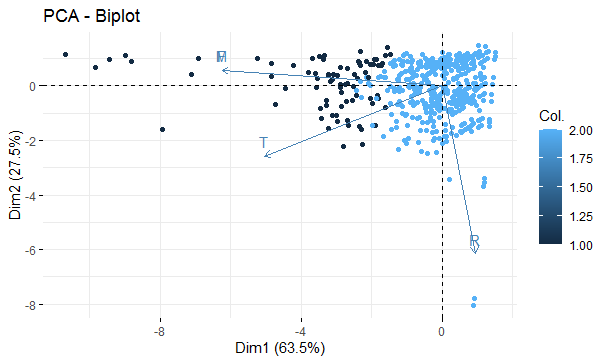 PCA - Biplot
T
R
0
-2
-4
-6
-8
Dim2 (27.5%)
-8
-4
0
Dim1 (63.5%)
Col.
2.00
1.75
1.50
1.25
1.00